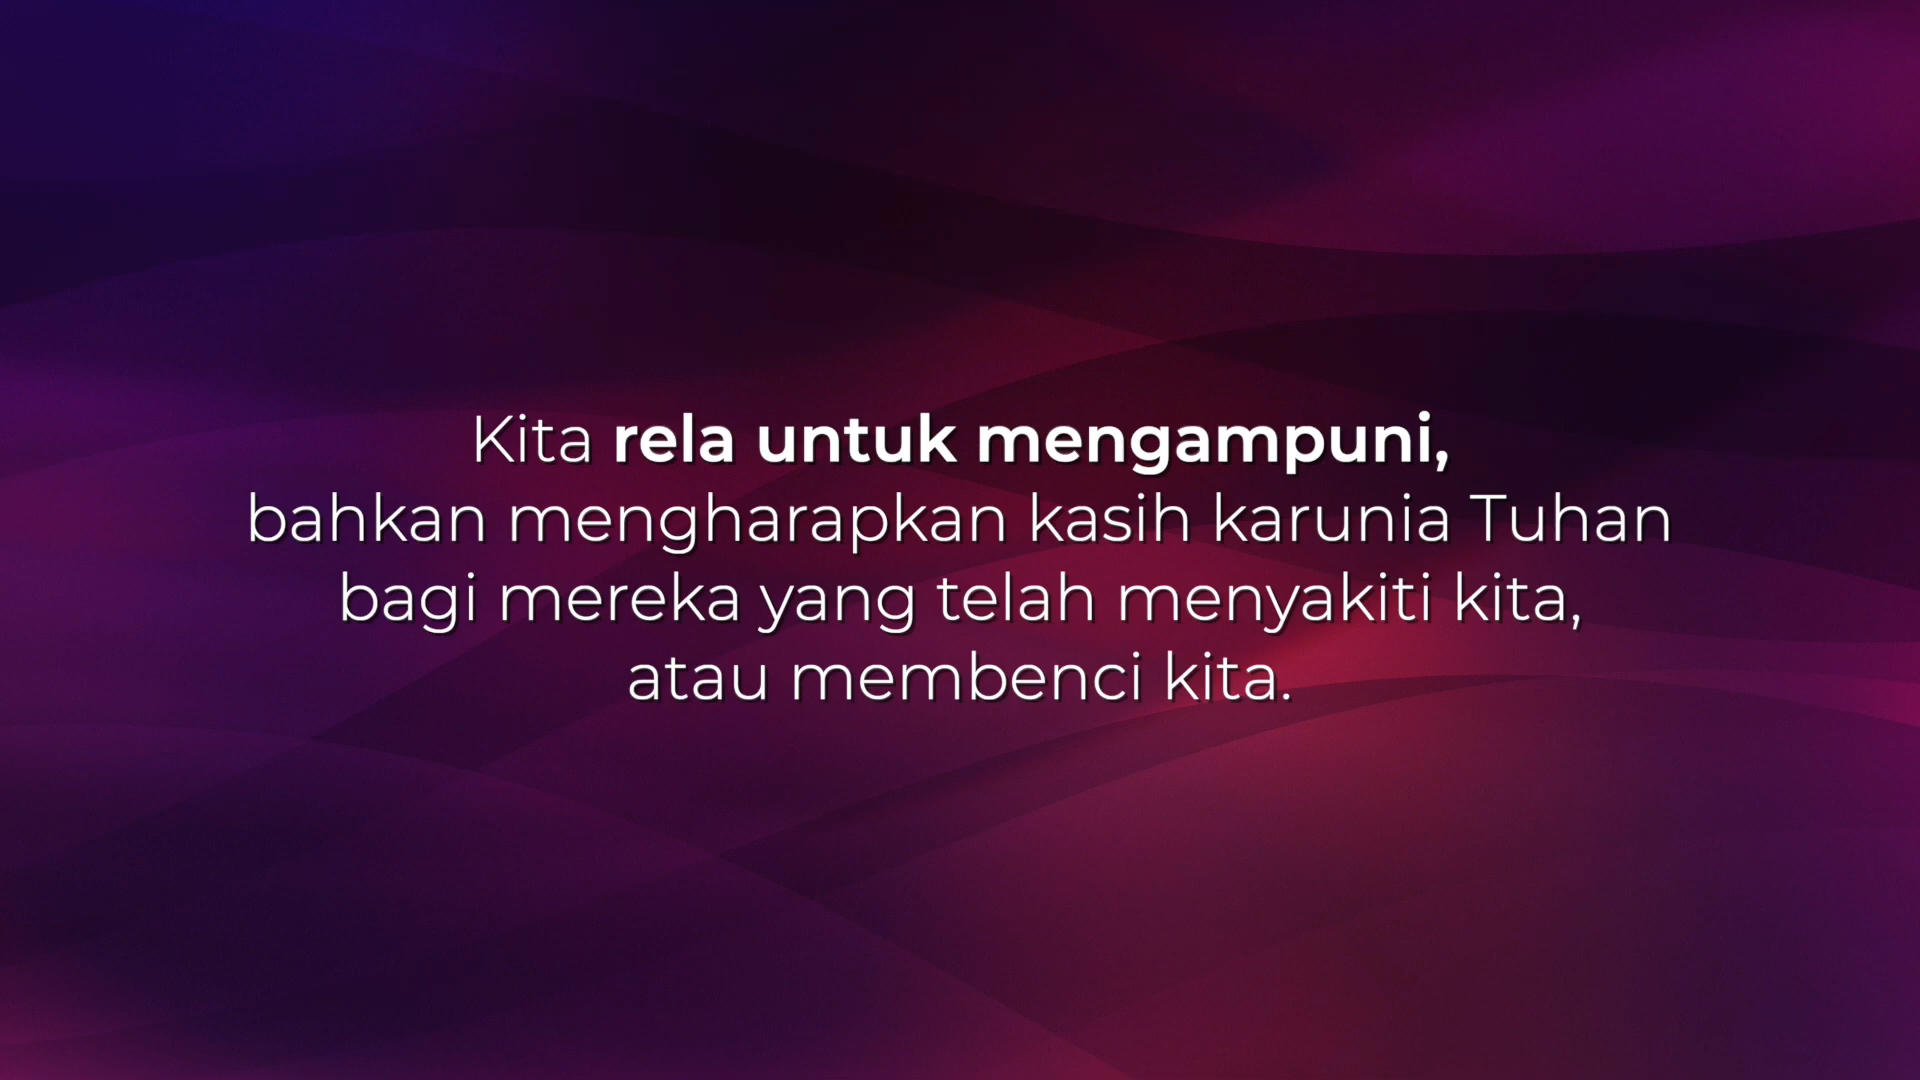 Kita rela untuk mengampuni,
bahkan mengharapkan kasih karunia Tuhan
bagi mereka yang telah menyakiti kita,
atau membenci kita.